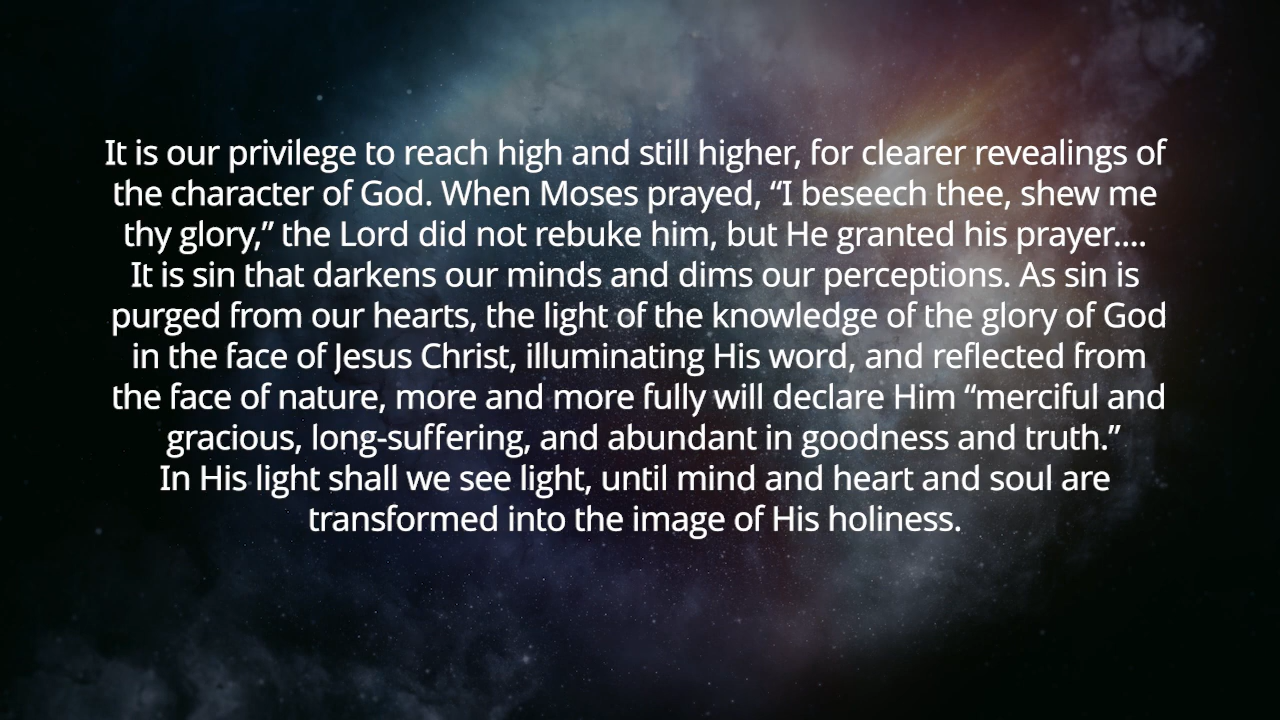 It is our privilege to reach high and still higher, for clearer revealings of
the character of God. When Moses prayed, “I beseech thee, shew me
thy glory,” the Lord did not rebuke him, but He granted his prayer....
It is sin that darkens our minds and dims our perceptions. As sin is
purged from our hearts, the light of the knowledge of the glory of God
in the face of Jesus Christ, illuminating His word, and reflected from
the face of nature, more and more fully will declare Him “merciful and
gracious, long-suffering, and abundant in goodness and truth.”
In His light shall we see light, until mind and heart and soul are
transformed into the image of His holiness.